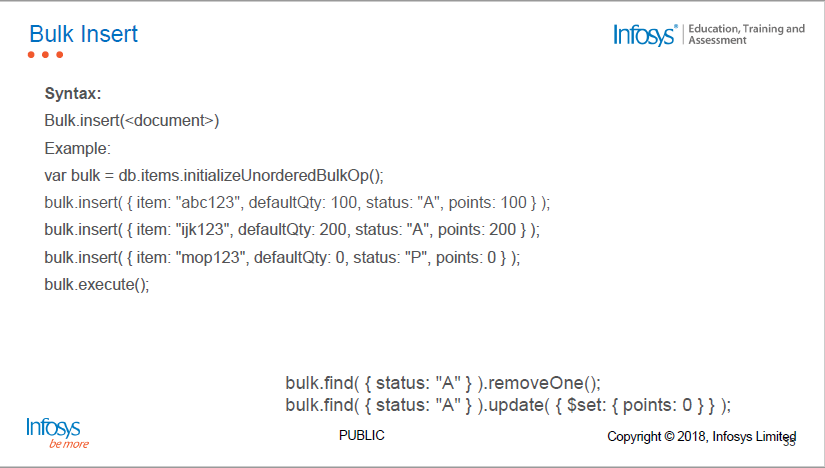 Bulk Insert
Infosys® | Education, Training and
Assessment
Syntax:
Bulk.insert(<document>)
Example:
var bulk = db.items.initializeUnorderedBulkOp();
bulk.insert( { item: "abc123", defaultQty: 100, status: "A", points: 100 } );
bulk.insert( { item: "ijk123", defaultQty: 200, status: "A", points: 200 } );
bulk.insert( { item: "mop123", defaultQty: 0, status: "P", points: 0 } );
bulk.execute();
bulk.find( { status: "A" } ).removeOne();
bulk.find( { status: "A" } ).update( { $set: { points: 0 } } );
Infosys
be more
PUBLIC
Copyright © 2018, Infosys Limited
35